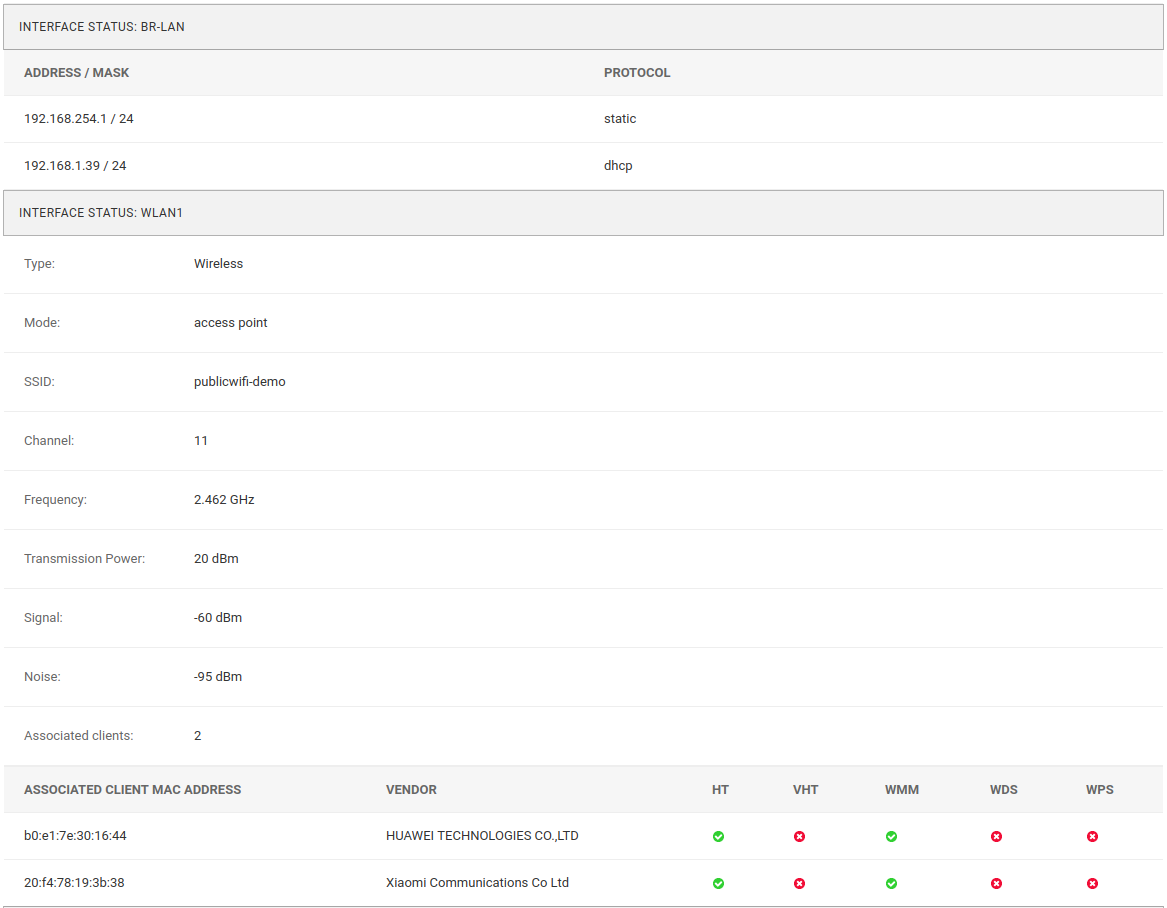 INTERFACE STATUS: BR-LAN
ADDRESS / MASK PROTOCOL
192.168.254.1 / 24 static
192.168.1.39 / 24 dhcp
INTERFACE STATUS: WLAN1
Type: Wireless
Mode: access point
SSID: publicwifi-demo
Channel: 11
Frequency: 2.462 GHz
Transmission Power: 20 dBm
Signal: -60 dBm
Noise: -95 dBm
Associated clients: 2
ASSOCIATED CLIENT MAC ADDRESS VENDOR HT VHT WMM WDS WPS
b0:e1:7e:30:16:44 HUAWEI TECHNOLOGIES CO.,LTD
20:f4:78:19:3b:38 Xiaomi Communications Co Ltd